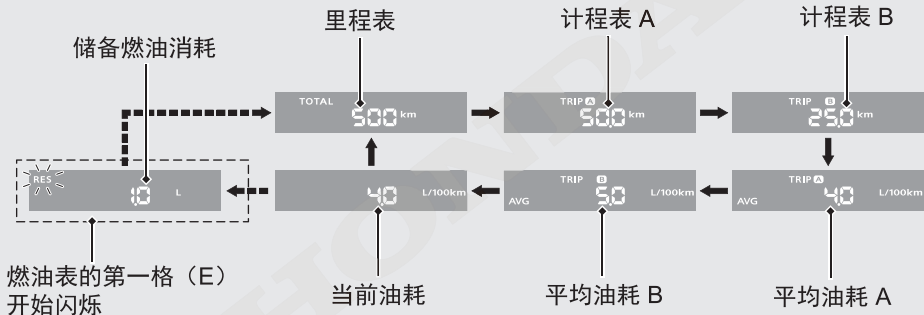 里程表
计程表 A
计程表 B
储备燃油消耗
TOTAL
500 km
TRIP A
50.0 km
TRIP B
25.0 km
RES
1.0 L
4.0 L/100km
TRIP B
AVG 5.0 L/100km
TRIP A
AVG 4.0 L/100km
燃油表的第一格（E）
开始闪烁
当前油耗
平均油耗 B
平均油耗 A
HONDA